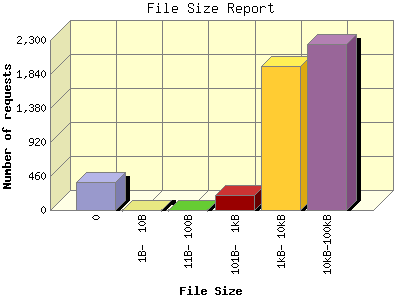 File Size Report
2,300
1,840
1,380
920
460
0
Number of requests
0
1B- 10B
11B- 100B
101B- 1kB
1kB- 10kB
10kB-100kB
File Size